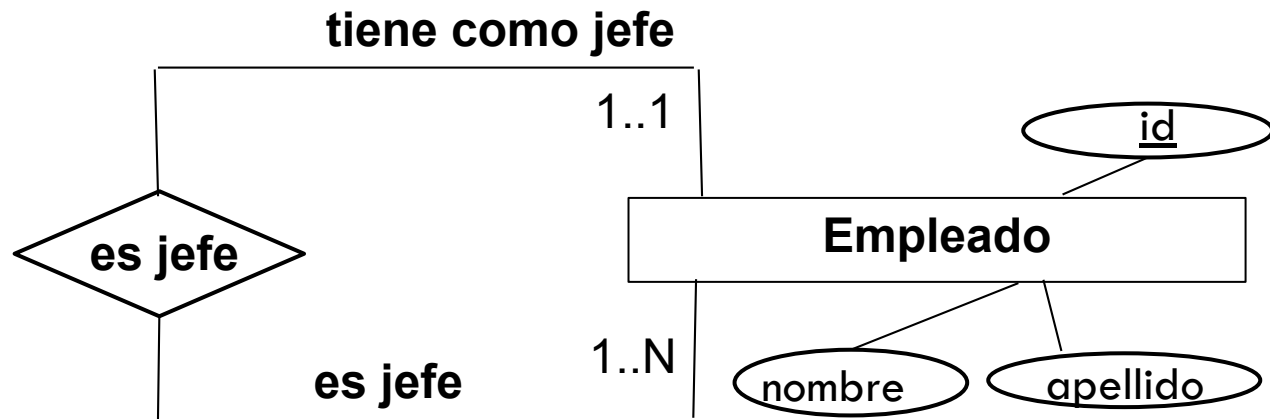 tiene como jefe
1..1
id
es jefe
Empleado
1..N
es jefe
nombre
apellido